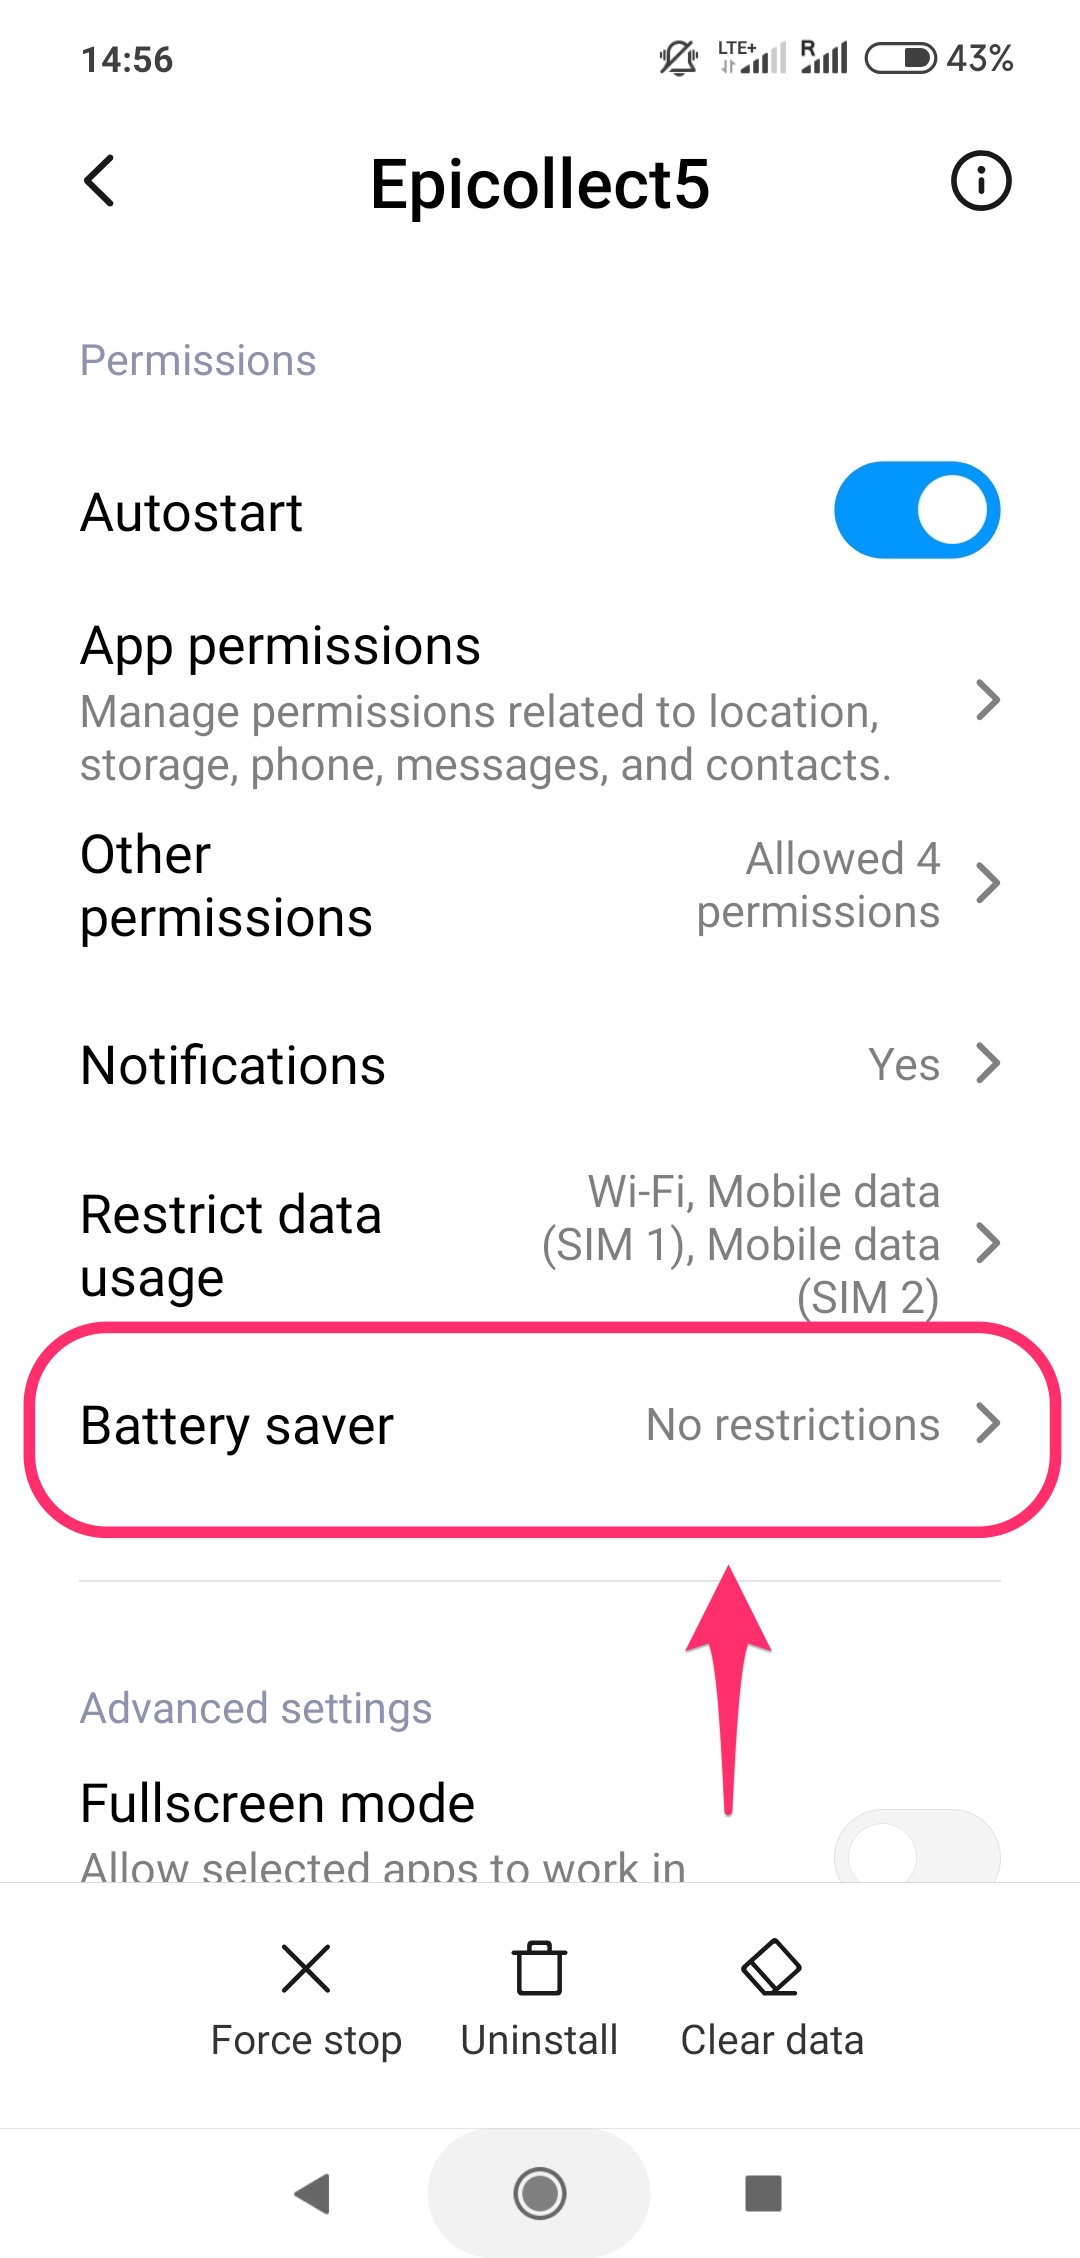 14:56
LTE+
R
43%
Epicollect5
Permissions
Autostart
App permissions
Manage permissions related to location,
storage, phone, messages, and contacts.
Other
permissions
Allowed 4
permissions
Notifications
Yes
Restrict data
usage
Wi-Fi, Mobile data
(SIM 1), Mobile data
(SIM 2)
Battery saver
No restrictions
Advanced settings
Fullscreen mode
Allow selected apps to work in
Force stop
Uninstall
Clear data